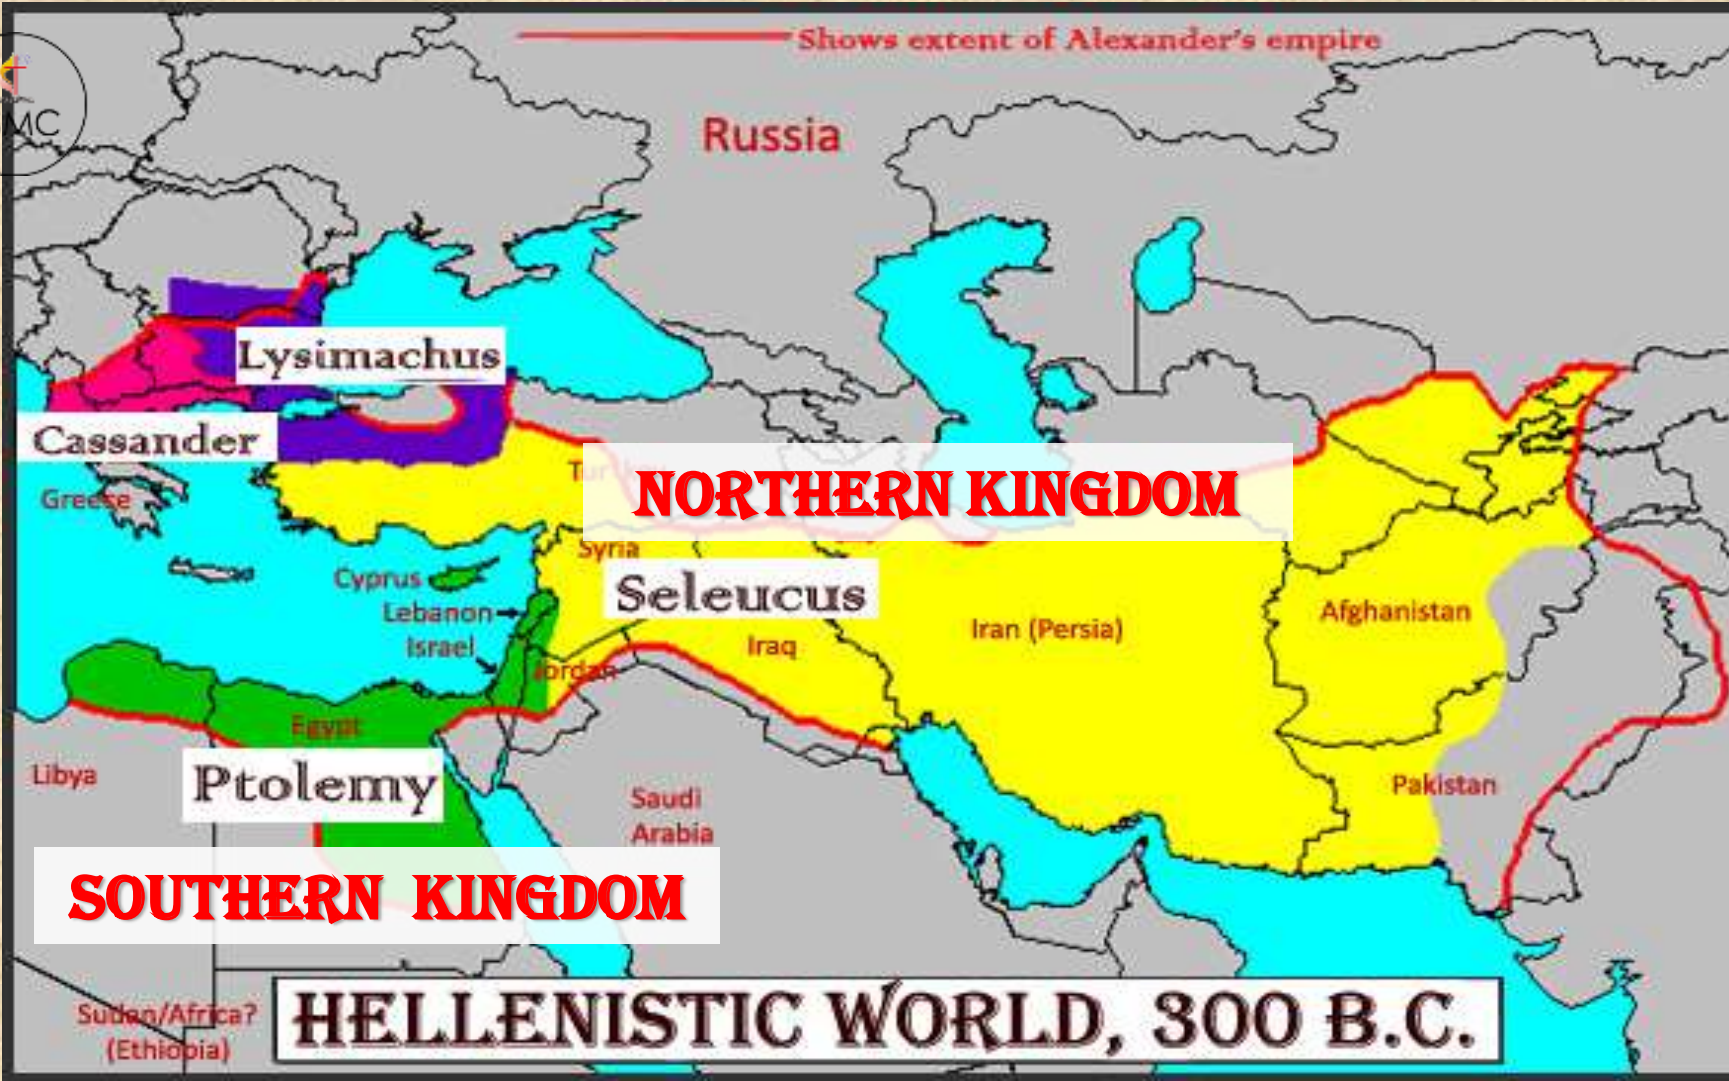 Shows extent of Alexander's empire
MC
Russia
Lysimachus
Cassander
Greece
Turkey
NORTHERN KINGDOM
Syria
Cyprus
Seleucus
Lebanon
Israel
Jordan
Iraq
Iran (Persia)
Afghanistan
Egypt
Libya
Ptolemy
Saudi
Arabia
Pakistan
SOUTHERN KINGDOM
Sudan/Africa?
(Ethiopia)
HELLENISTIC WORLD, 300 B.C.